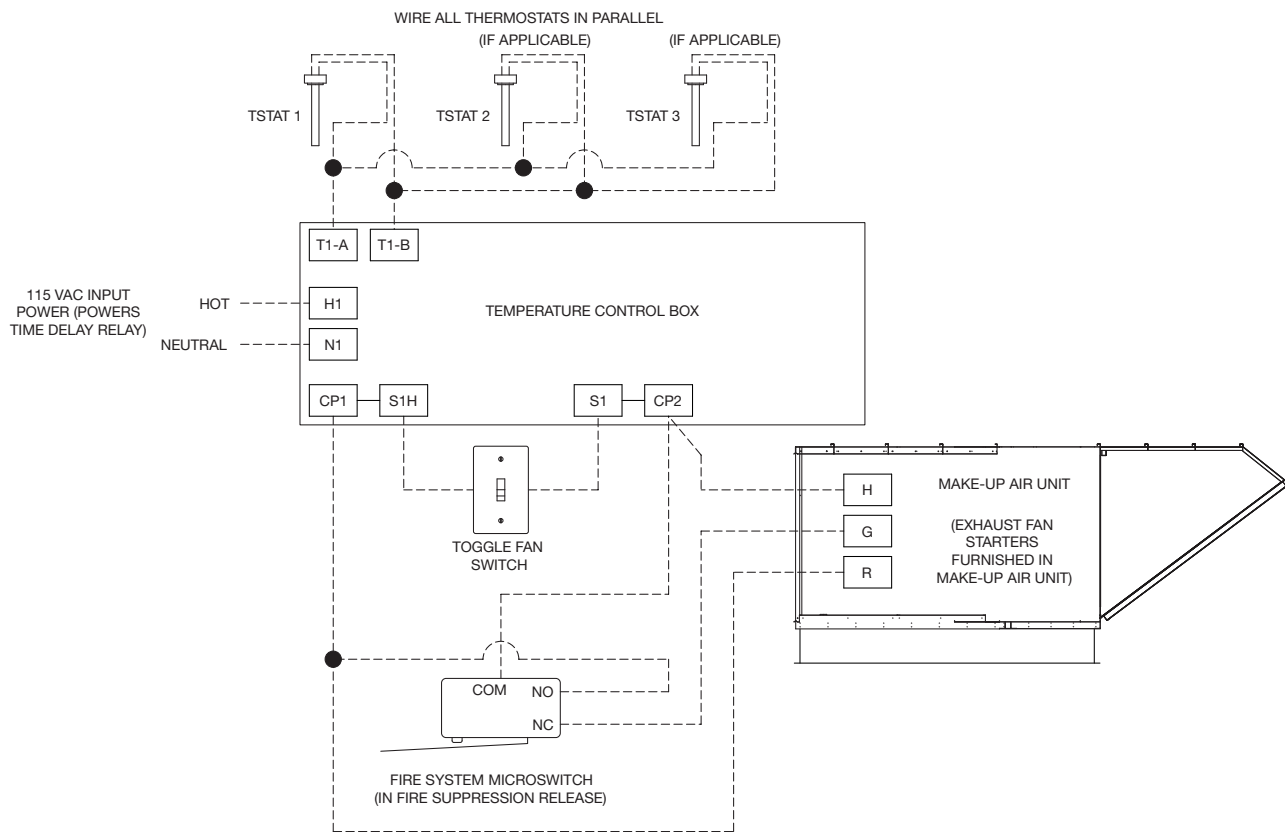 WIRE ALL THERMOSTATS IN PARALLEL
(IF APPLICABLE)
(IF APPLICABLE)
TSTAT 1
TSTAT 2
TSTAT 3
T1-A
T1-B
115 VAC INPUT
POWER (POWERS
TIME DELAY RELAY)
HOT
H1
NEUTRAL
N1
TEMPERATURE CONTROL BOX
CP1
S1H
S1
CP2
TOGGLE FAN
SWITCH
H
G
R
MAKE-UP AIR UNIT
(EXHAUST FAN
STARTERS
FURNISHED IN
MAKE-UP AIR UNIT)
COM
NO
NC
FIRE SYSTEM MICROSWITCH
(IN FIRE SUPPRESSION RELEASE)